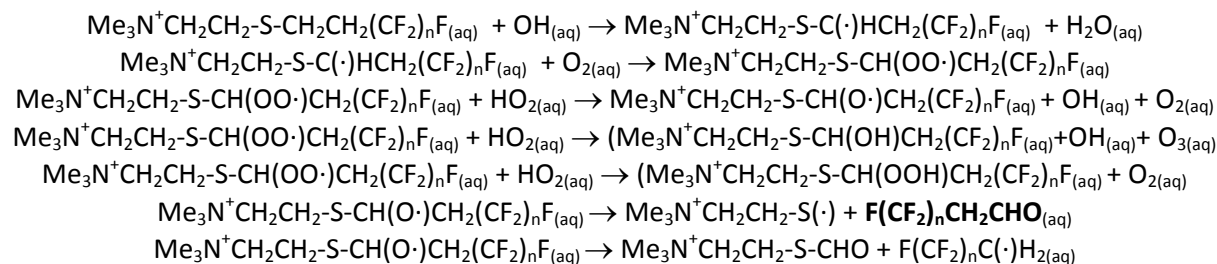 Me₃N⁺CH₂CH₂-S-CH₂CH₂(CF₂)ₙF₍ₐq₎ + OH₍ₐq₎ → Me₃N⁺CH₂CH₂-S-C(·)HCH₂(CF₂)ₙF₍ₐq₎ + H₂O₍ₐq₎
Me₃N⁺CH₂CH₂-S-C(·)HCH₂(CF₂)ₙF₍ₐq₎ + O₂₍ₐq₎ → Me₃N⁺CH₂CH₂-S-CH(OO·)CH₂(CF₂)ₙF₍ₐq₎
Me₃N⁺CH₂CH₂-S-CH(OO·)CH₂(CF₂)ₙF₍ₐq₎ + HO₂₍ₐq₎ → Me₃N⁺CH₂CH₂-S-CH(O·)CH₂(CF₂)ₙF₍ₐq₎ + OH₍ₐq₎ + O₂₍ₐq₎
Me₃N⁺CH₂CH₂-S-CH(OO·)CH₂(CF₂)ₙF₍ₐq₎ + HO₂₍ₐq₎ → (Me₃N⁺CH₂CH₂-S-CH(OH)CH₂(CF₂)ₙF₍ₐq₎+OH₍ₐq₎+ O₃₍ₐq₎
Me₃N⁺CH₂CH₂-S-CH(OO·)CH₂(CF₂)ₙF₍ₐq₎ + HO₂₍ₐq₎ → (Me₃N⁺CH₂CH₂-S-CH(OOH)CH₂(CF₂)ₙF₍ₐq₎ + O₂₍ₐq₎
Me₃N⁺CH₂CH₂-S-CH(O·)CH₂(CF₂)ₙF₍ₐq₎ → Me₃N⁺CH₂CH₂-S(·) + F(CF₂)ₙCH₂CHO₍ₐq₎
Me₃N⁺CH₂CH₂-S-CH(O·)CH₂(CF₂)ₙF₍ₐq₎ → Me₃N⁺CH₂CH₂-S-CHO + F(CF₂)ₙC(·)H₂₍ₐq₎